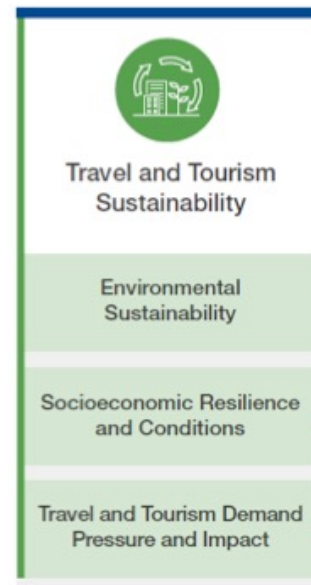 Travel and Tourism
Sustainability
Environmental
Sustainability
Socioeconomic Resilience
and Conditions
Travel and Tourism Demand
Pressure and Impact